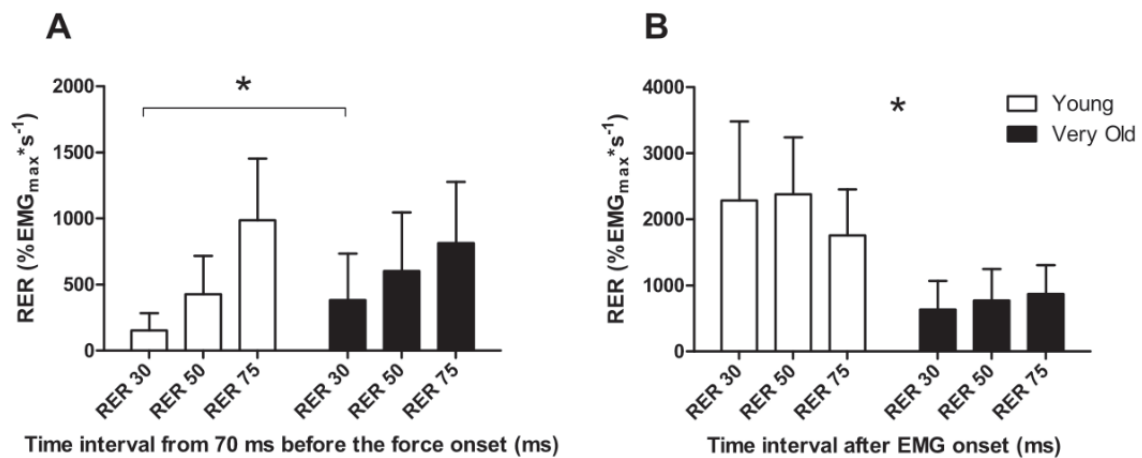 A
B
*
2000
1500
1000
500
0
RER (%EMGmax*s-1)
RER 30
RER 50
RER 75
RER 30
RER 50
RER 75
Time interval from 70 ms before the force onset (ms)
*
4000
3000
2000
1000
0
RER (%EMGmax*s-1)
Young
Very Old
RER 30
RER 50
RER 75
RER 30
RER 50
RER 75
Time interval after EMG onset (ms)